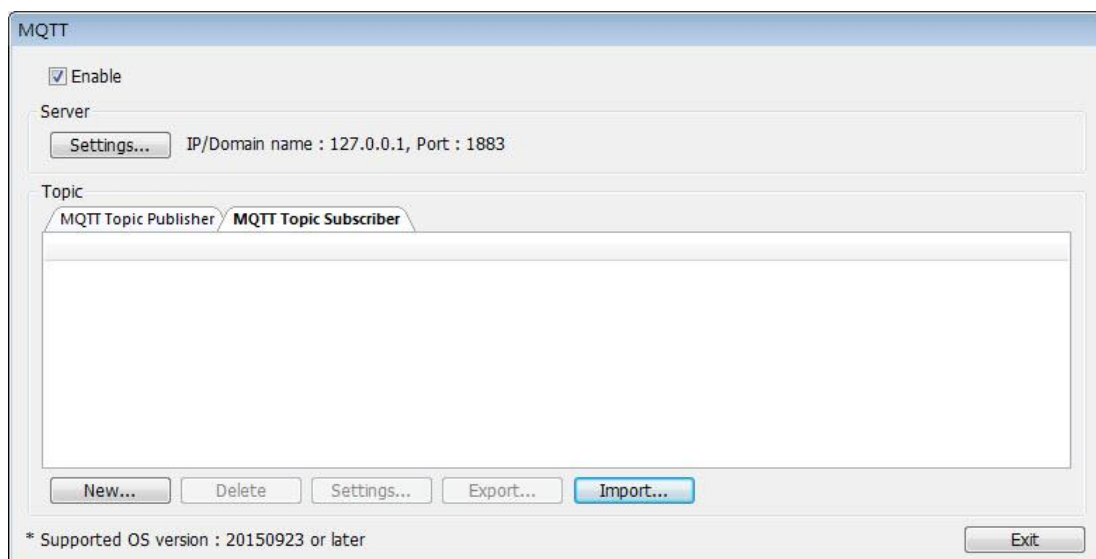 MQTT
Enable
Server
Settings... IP/Domain name : 127.0.0.1, Port : 1883
Topic
MQTT Topic Publisher MQTT Topic Subscriber
New... Delete Settings... Export... Import...
* Supported OS version : 20150923 or later Exit